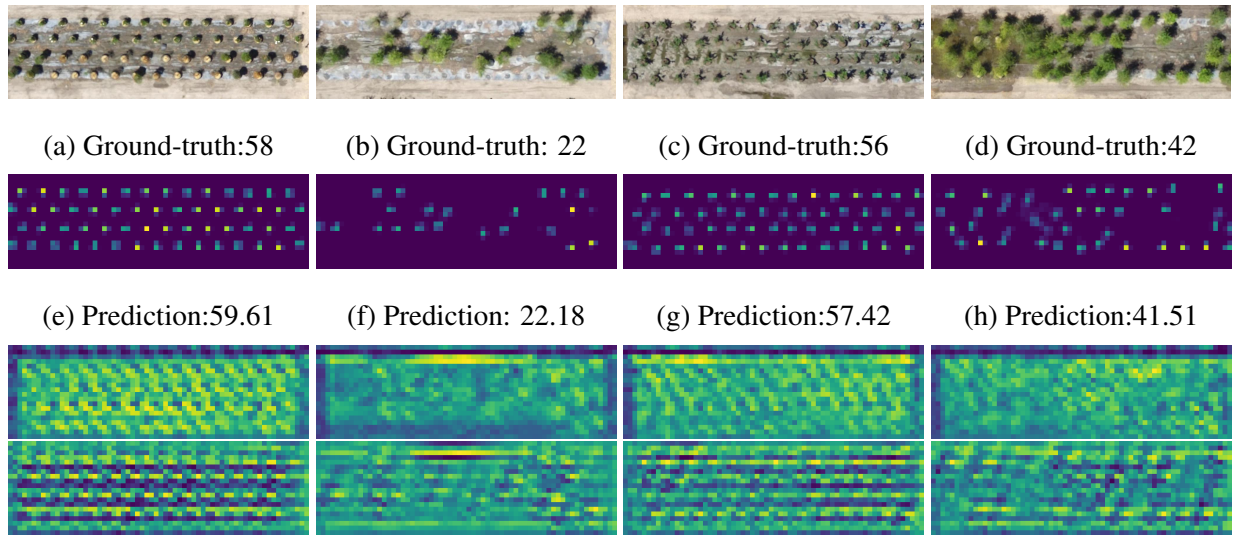 (a) Ground-truth:58
(b) Ground-truth: 22
(c) Ground-truth:56
(d) Ground-truth:42
(e) Prediction:59.61
(f) Prediction: 22.18
(g) Prediction:57.42
(h) Prediction:41.51